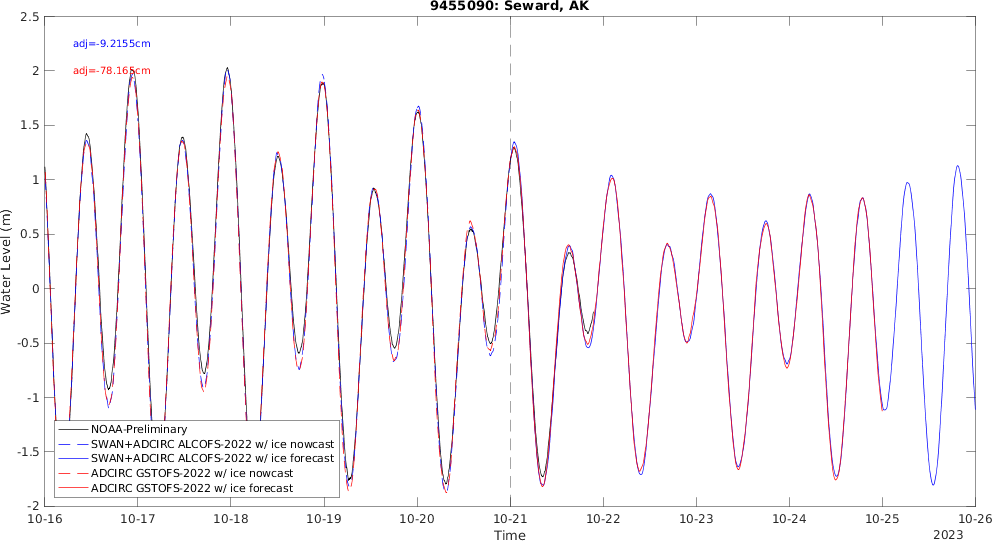 9455090: Seward, AK
2.5
2
1.5
1
0.5
0
-0.5
-1
-1.5
-2
Water Level (m)
adj=-9.2155cm
adj=-78.165cm
NOAA-Preliminary
SWAN+ADCIRC ALCOFS-2022 w/ ice nowcast
SWAN+ADCIRC ALCOFS-2022 w/ ice forecast
ADCIRC GSTOFS-2022 w/ ice nowcast
ADCIRC GSTOFS-2022 w/ ice forecast
10-16 10-17 10-18 10-19 10-20 10-21 10-22 10-23 10-24 10-25 10-26
Time
2023